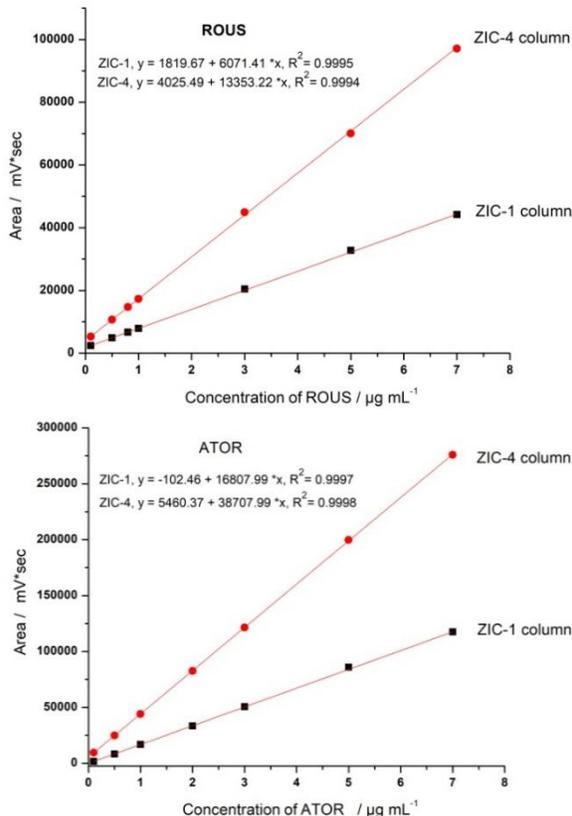 ROUS
ZIC-1, y = 1819.67 + 6071.41 *x, R²= 0.9995
ZIC-4, y = 4025.49 + 13353.22 *x, R²= 0.9994
ZIC-4 column
ZIC-1 column
100000
80000
60000
40000
20000
0
Area / mV*sec
0 1 2 3 4 5 6 7 8
Concentration of ROUS / µg mL⁻¹
ATOR
ZIC-1, y = -102.46 + 16807.99 *x, R²= 0.9997
ZIC-4, y = 5460.37 + 38707.99 *x, R²= 0.9998
ZIC-4 column
ZIC-1 column
300000
250000
200000
150000
100000
50000
0
Area / mV*sec
0 1 2 3 4 5 6 7 8
Concentration of ATOR / µg mL⁻¹